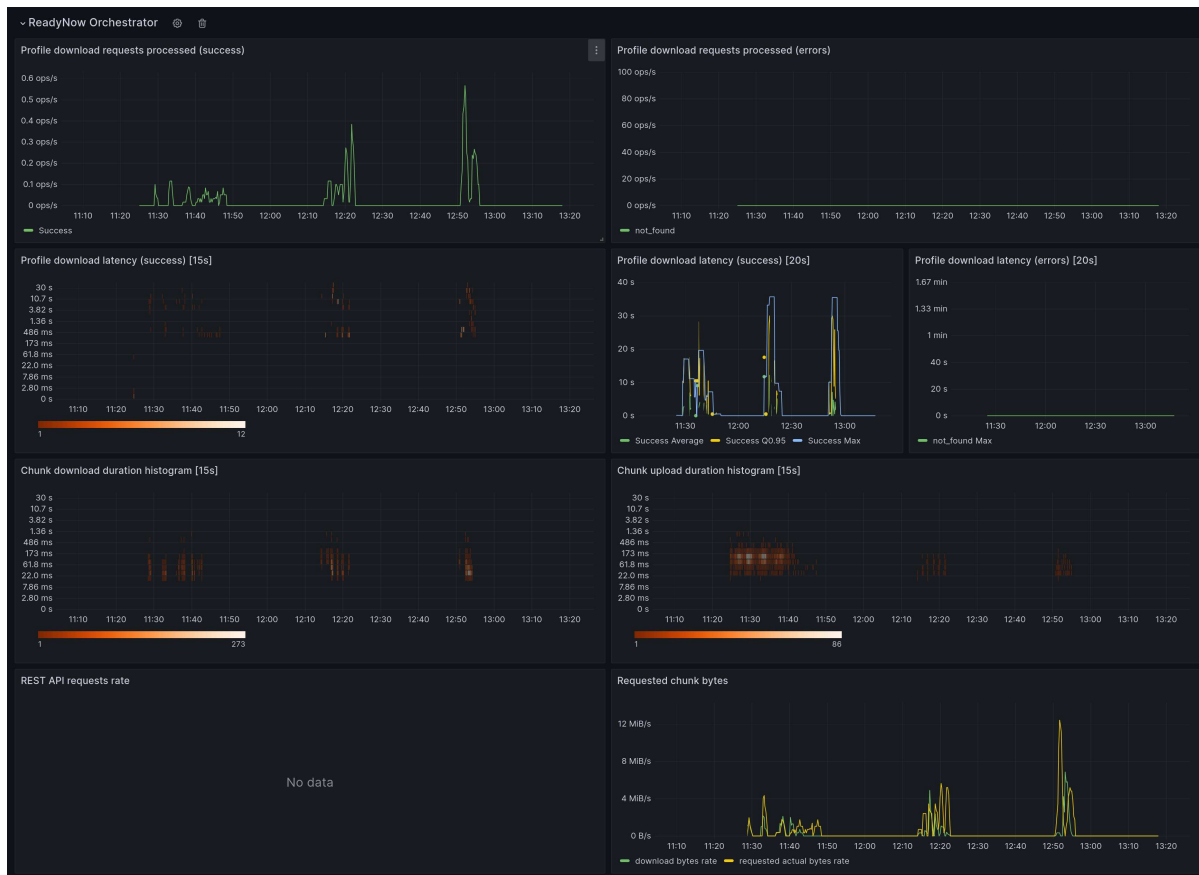 ReadyNow Orchestrator
Profile download requests processed (success)
0.6 ops/s
0.5 ops/s
0.4 ops/s
0.3 ops/s
0.2 ops/s
0.1 ops/s
0 ops/s
11:10 11:20 11:30 11:40 11:50 12:00 12:10 12:20 12:30 12:40 12:50 13:00 13:10 13:20
Success
Profile download requests processed (errors)
100 ops/s
80 ops/s
60 ops/s
40 ops/s
20 ops/s
0 ops/s
11:10 11:20 11:30 11:40 11:50 12:00 12:10 12:20 12:30 12:40 12:50 13:00 13:10 13:20
not_found
Profile download latency (success) [15s]
30 s
10.7 s
3.82 s
1.36 s
486 ms
173 ms
61.8 ms
22.0 ms
7.86 ms
2.80 ms
0 s
11:10 11:20 11:30 11:40 11:50 12:00 12:10 12:20 12:30 12:40 12:50 13:00 13:10 13:20
1 12
Profile download latency (success) [20s]
40 s
30 s
20 s
10 s
0 s
11:30 12:00 12:30 13:00
Success Average Success Q0.95 Success Max
Profile download latency (errors) [20s]
1.67 min
1.33 min
1 min
40 s
20 s
0 s
11:30 12:00 12:30 13:00
not_found Max
Chunk download duration histogram [15s]
30 s
10.7 s
3.82 s
1.36 s
486 ms
173 ms
61.8 ms
22.0 ms
7.86 ms
2.80 ms
0 s
11:10 11:20 11:30 11:40 11:50 12:00 12:10 12:20 12:30 12:40 12:50 13:00 13:10 13:20
1 273
Chunk upload duration histogram [15s]
30 s
10.7 s
3.82 s
1.36 s
486 ms
173 ms
61.8 ms
22.0 ms
7.86 ms
2.80 ms
0 s
11:10 11:20 11:30 11:40 11:50 12:00 12:10 12:20 12:30 12:40 12:50 13:00 13:10 13:20
1 86
REST API requests rate
No data
Requested chunk bytes
12 MiB/s
8 MiB/s
4 MiB/s
0 B/s
11:10 11:20 11:30 11:40 11:50 12:00 12:10 12:20 12:30 12:40 12:50 13:00 13:10 13:20
download bytes rate requested actual bytes rate